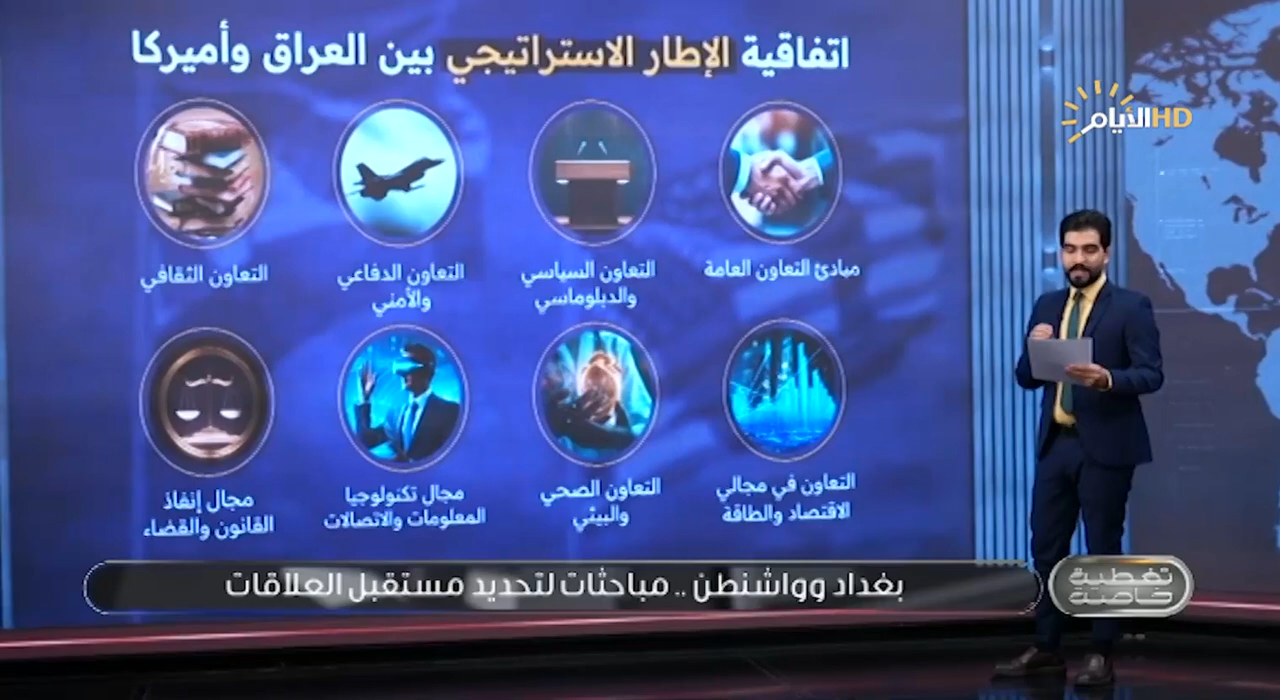 اتفاقية الإطار الاستراتيجي بين العراق وأميركا
الأيام HD
مبادئ التعاون العامة
التعاون السياسي
والدبلوماسي
التعاون الدفاعي
والأمني
التعاون الثقافي
التعاون في مجالي
الاقتصاد والطاقة
التعاون الصحي
والبيئي
مجال تكنولوجيا
المعلومات والاتصالات
مجال إنفاذ
القانون والقضاء
بغداد وواشنطن .. مباحثات لتحديد مستقبل العلاقات
تغطية
خاصة